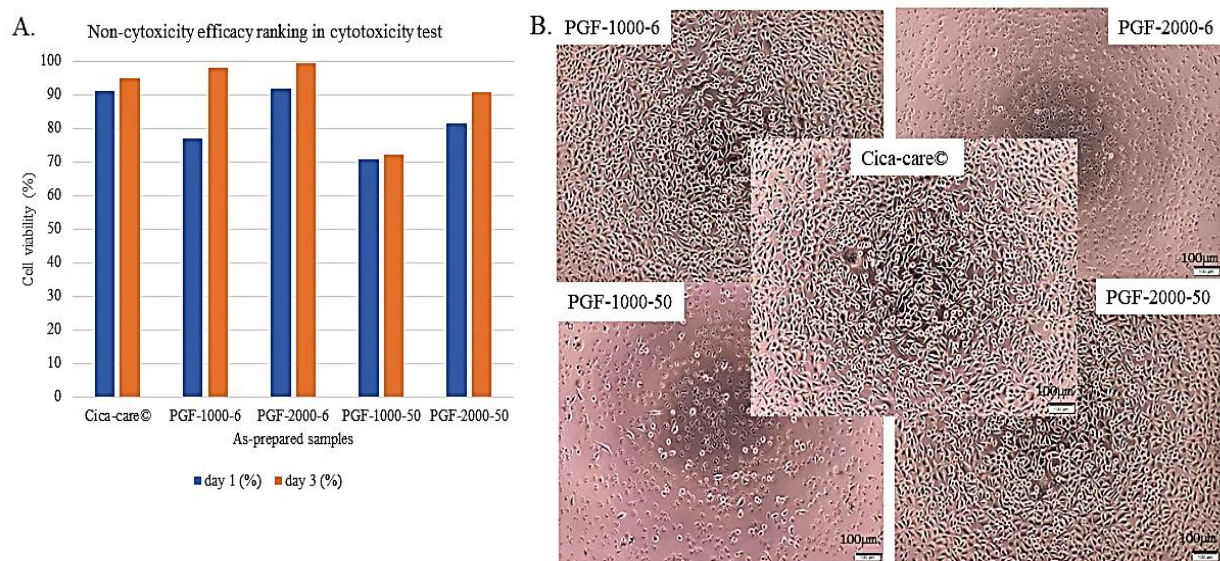 A.
Non-cytoxicity efficacy ranking in cytotoxicity test
100
90
80
70
60
50
40
30
20
10
0
Cell viability (%)
Cica-care© PGF-1000-6 PGF-2000-6 PGF-1000-50 PGF-2000-50
As-prepared samples
day 1 (%) day 3 (%)
B.
PGF-1000-6
PGF-2000-6
100µm
Cica-care©
100µm
PGF-1000-50
100µm
PGF-2000-50
100µm